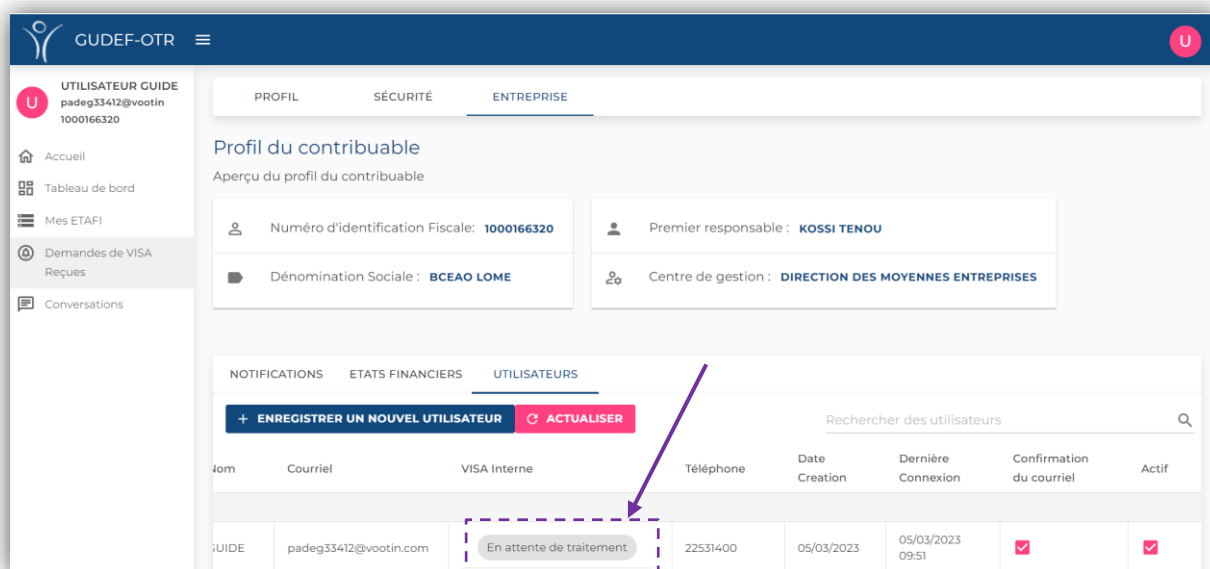 GUDEF-OTR
U
U
UTILISATEUR GUIDE
padeg33412@vootin
1000166320
Accueil
Tableau de bord
Mes ETAFI
Demandes de VISA
Reçues
Conversations
PROFIL SÉCURITÉ ENTREPRISE
Profil du contribuable
Aperçu du profil du contribuable
Numéro d'identification Fiscale: 1000166320
Dénomination Sociale : BCEAO LOME
Premier responsable : KOSSI TENOU
Centre de gestion : DIRECTION DES MOYENNES ENTREPRISES
NOTIFICATIONS ETATS FINANCIERS UTILISATEURS
+ ENREGISTRER UN NOUVEL UTILISATEUR ACTUALISER Rechercher des utilisateurs
Nom Courriel VISA Interne Téléphone Date Creation Dernière Connexion Confirmation du courriel Actif
GUIDE padeg33412@vootin.com En attente de traitement 22531400 05/03/2023 05/03/2023 09:51